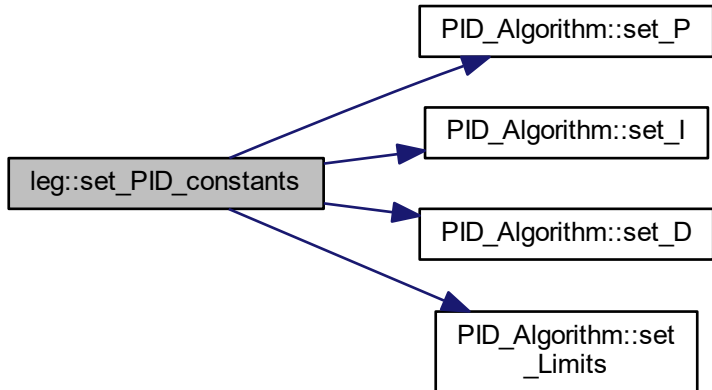 PID_Algorithm::set_P
PID_Algorithm::set_I
leg::set_PID_constants
PID_Algorithm::set_D
PID_Algorithm::set
_Limits